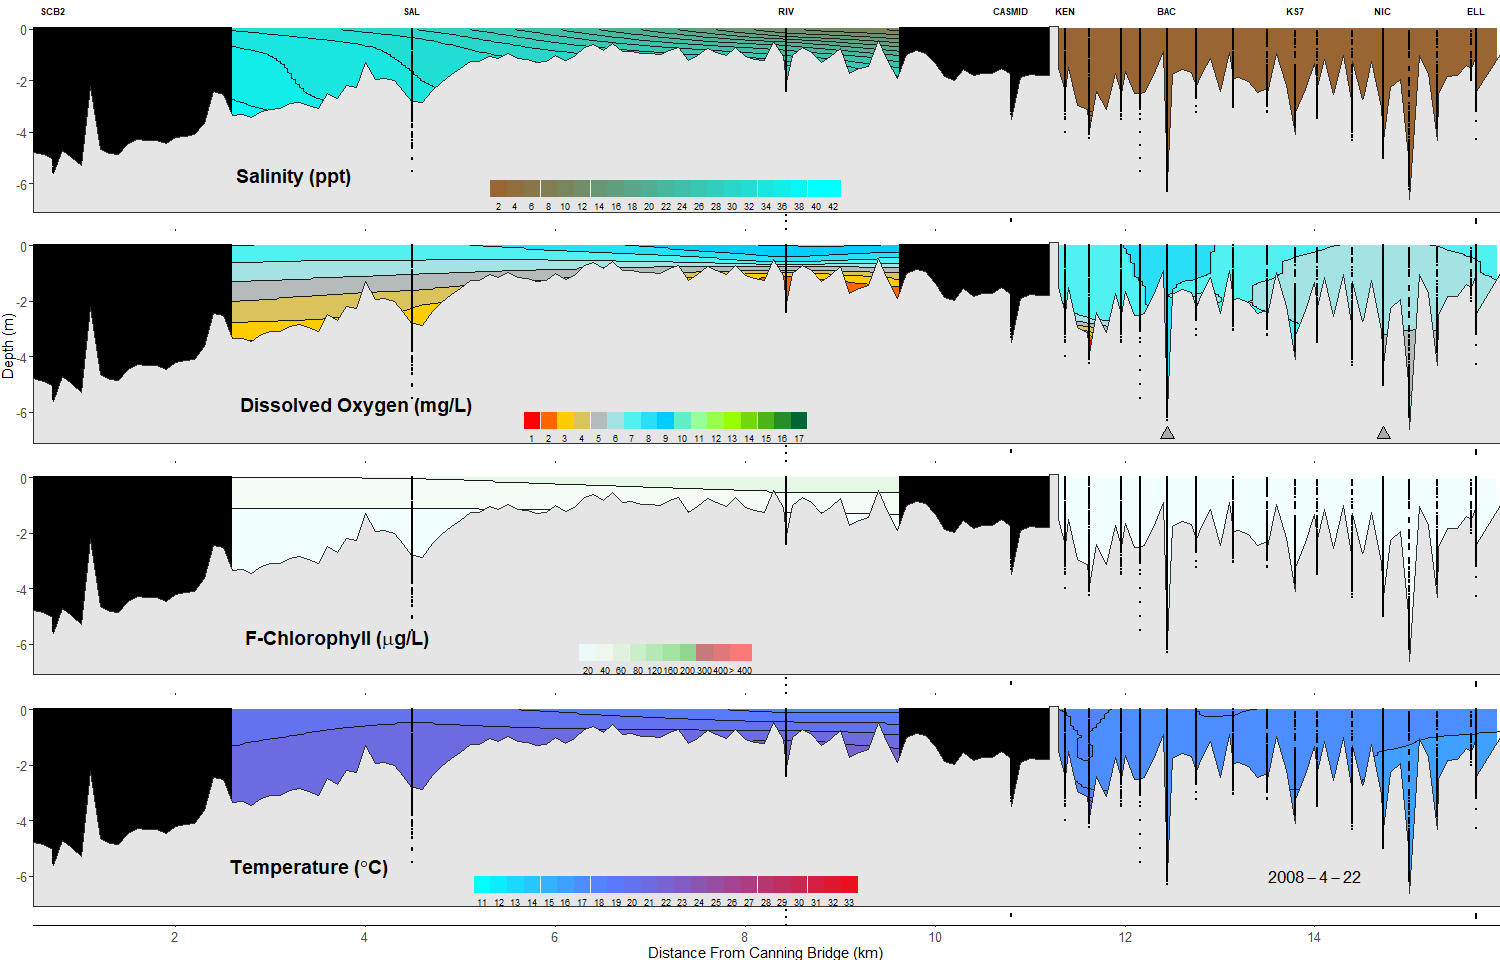 SCB2 SAL RIV CASMID KEN BAC KS7 NIC ELL
0
-2
-4
-6
Salinity (ppt)
2 4 6 8 10 12 14 16 18 20 22 24 26 28 30 32 34 36 38 40 42
0
-2
-4
-6
Dissolved Oxygen (mg/L)
1 2 3 4 5 6 7 8 9 10 11 12 13 14 15 16 17
Depth (m)
0
-2
-4
-6
F-Chlorophyll (µg/L)
20 40 60 80 120 160 200 300 400 > 400
0
-2
-4
-6
Temperature (°C)
2008 – 4 – 22
11 12 13 14 15 16 17 18 19 20 21 22 23 24 25 26 27 28 29 30 31 32 33
2 4 6 8 10 12 14
Distance From Canning Bridge (km)